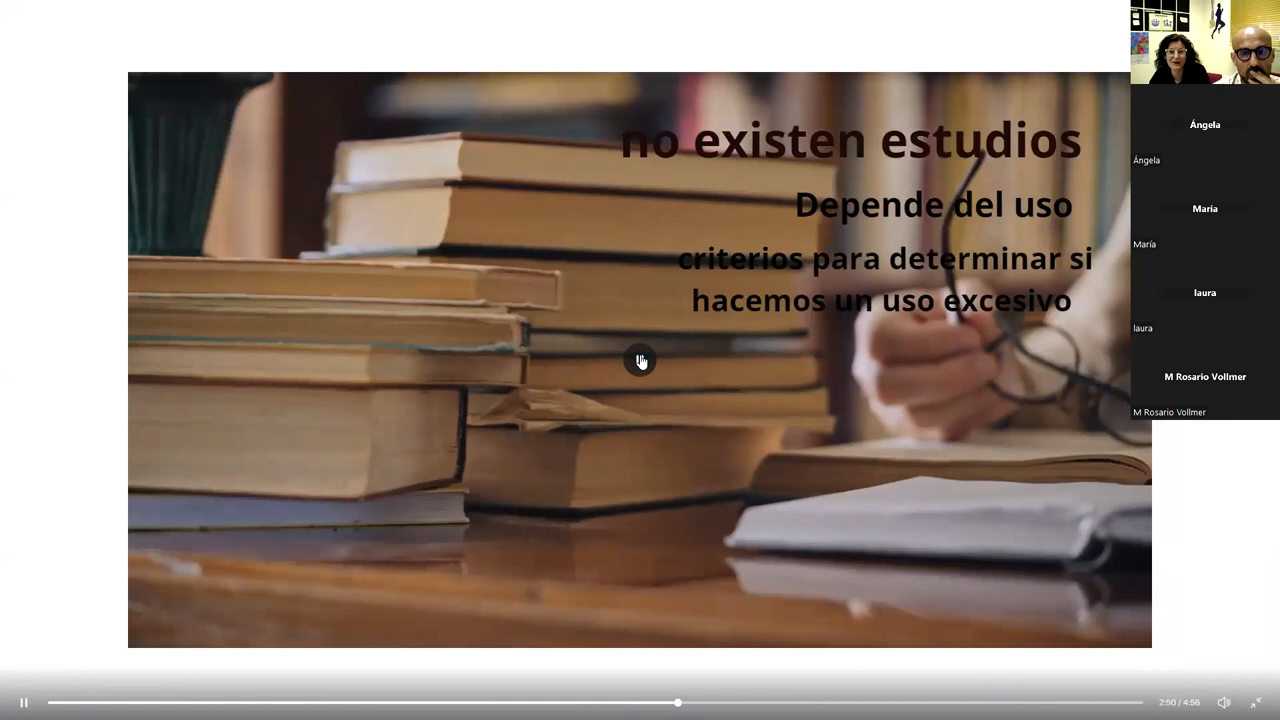 no existen estudios
Depende del uso
criterios para determinar si
hacemos un uso excesivo
Ángela
Ángela
María
María
laura
laura
M Rosario Vollmer
M Rosario Vollmer
2:50 / 4:56